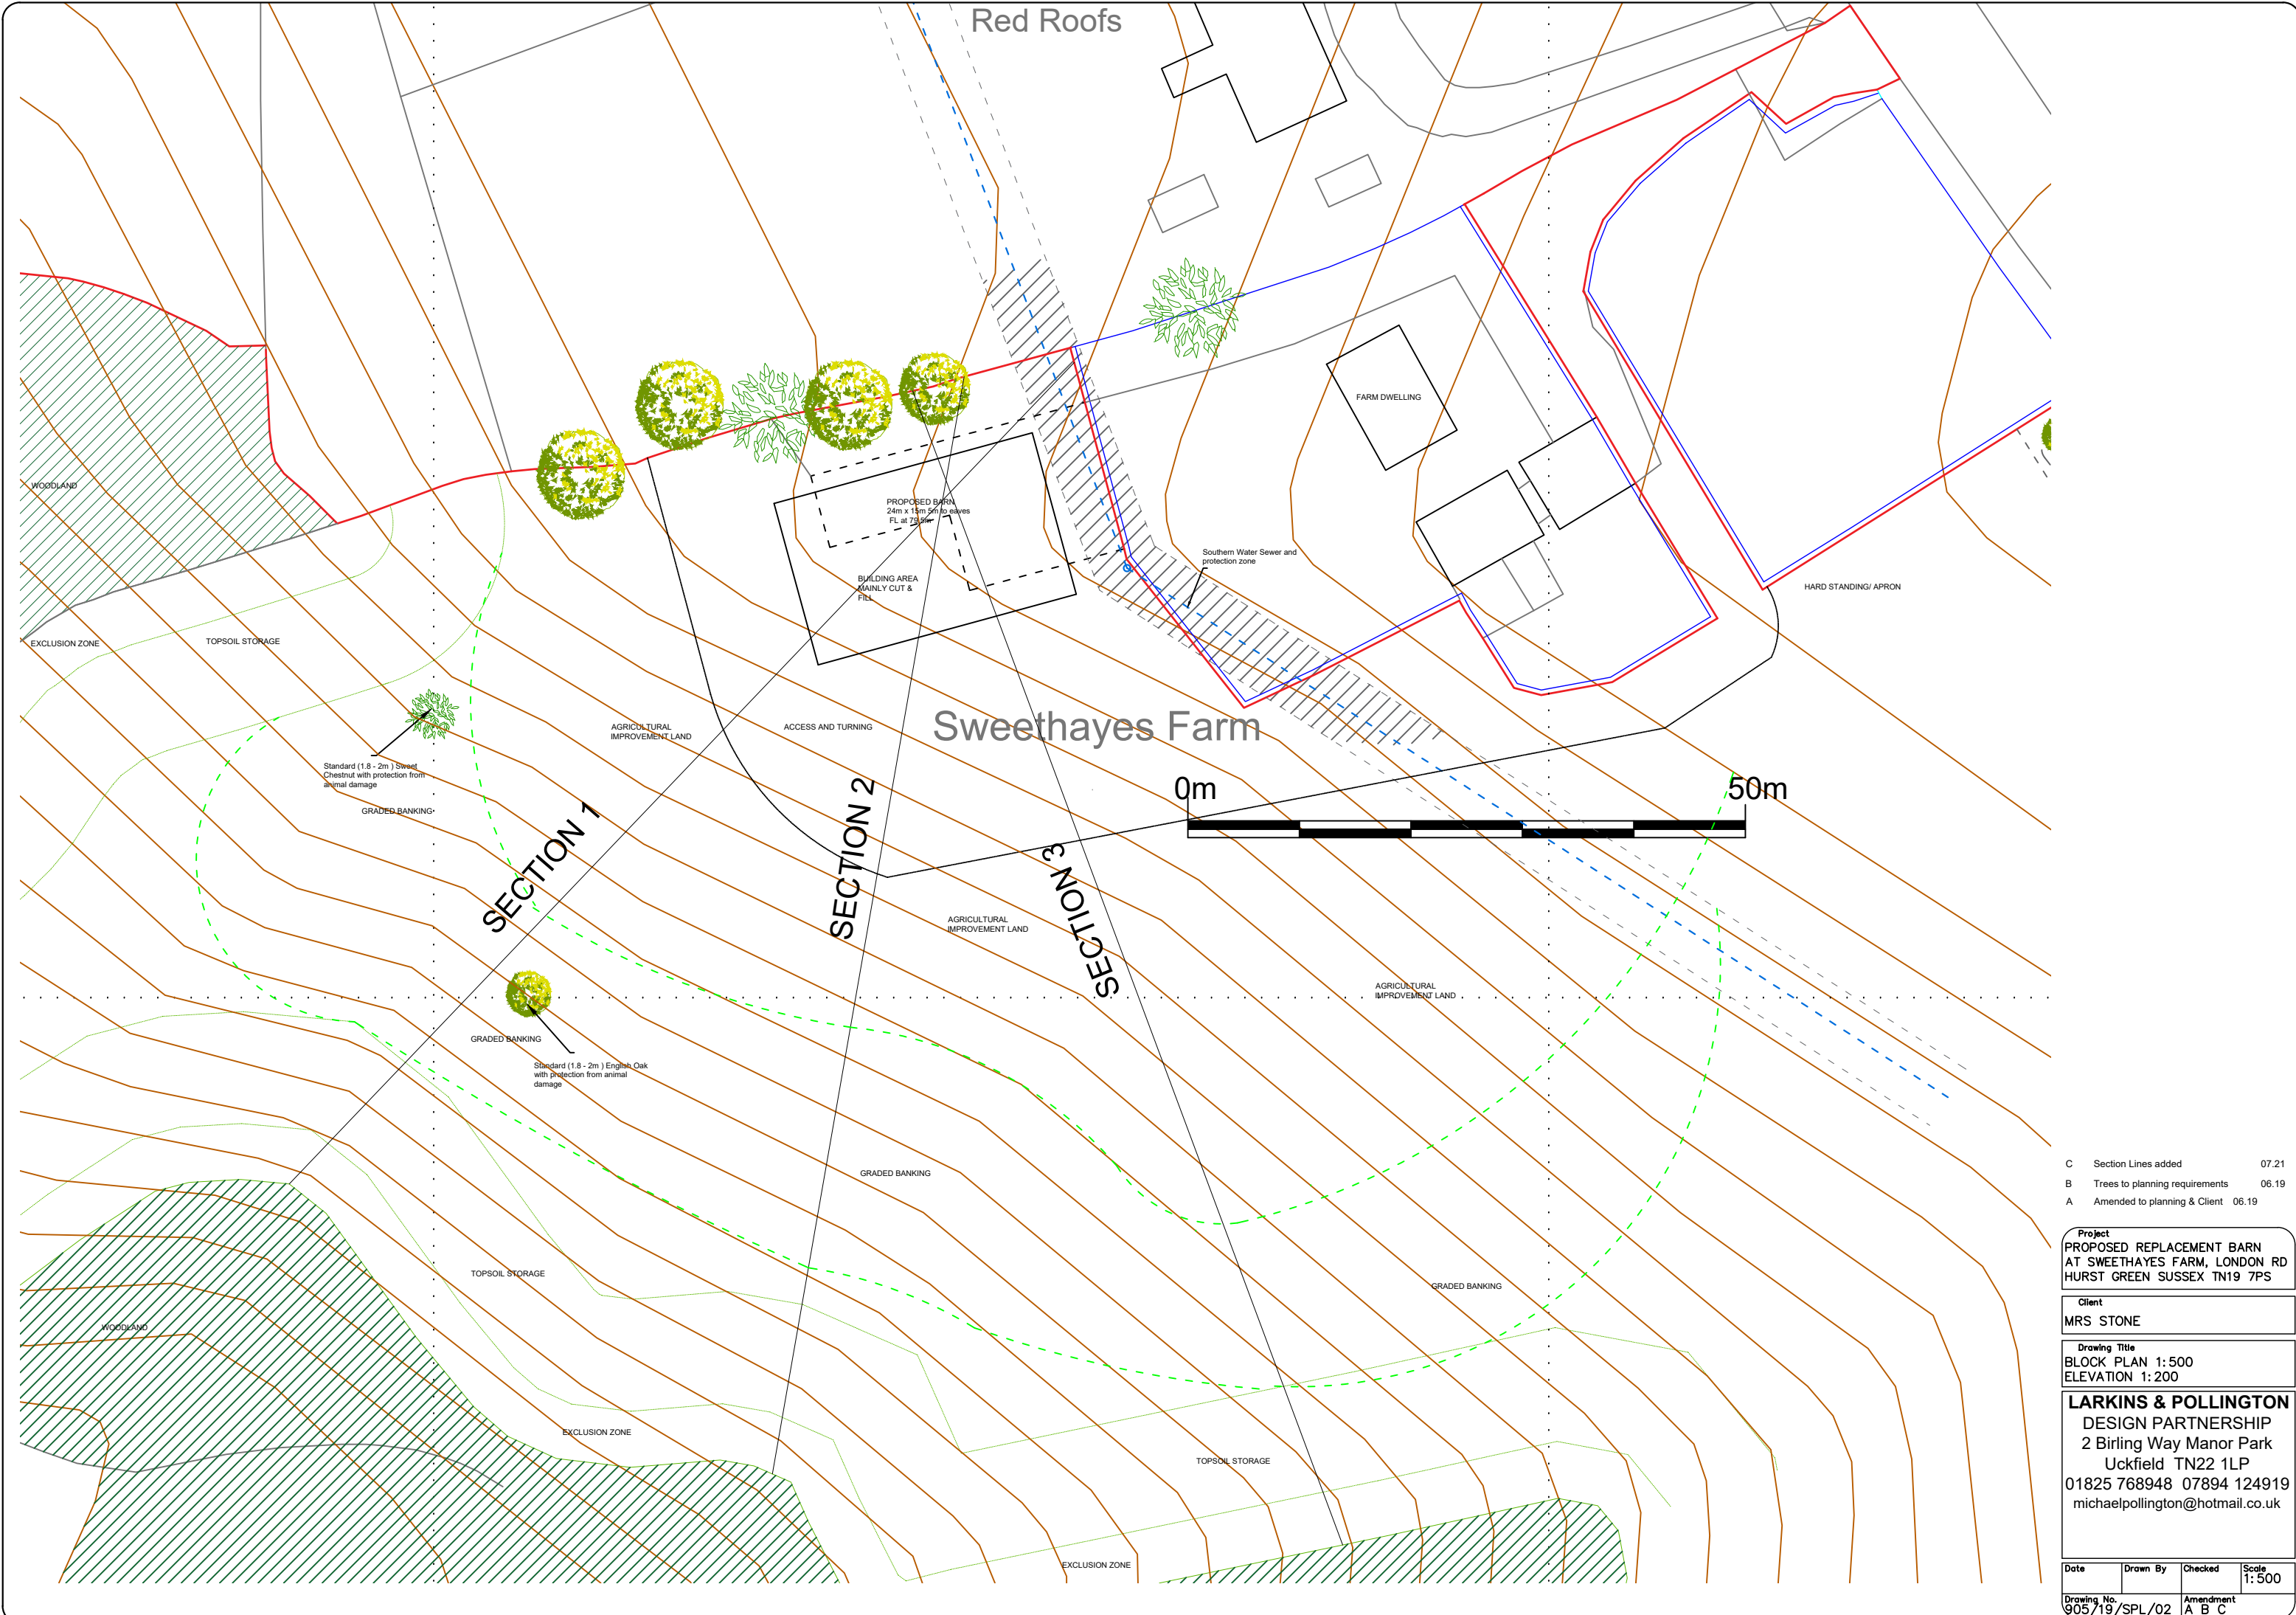 Red Roofs
FARM DWELLING
WOODLAND
PROPOSED BARN
24m x 15m 5m to eaves
FL at
BUILDING AREA
MAINLY CUT &
FILL
Southern Water Sewer and
protection zone
HARD STANDING/ APRON
EXCLUSION ZONE
TOPSOIL STORAGE
AGRICULTURAL
IMPROVEMENT LAND
ACCESS AND TURNING
Sweethayes Farm
Standard (1.8 - 2m ) Sweet
Chestnut with protection from
animal damage
GRADED BANKING
0m
50m
SECTION 1
SECTION 2
SECTION 3
AGRICULTURAL
IMPROVEMENT LAND
AGRICULTURAL
IMPROVEMENT LAND
GRADED BANKING
Standard (1.8 - 2m ) English Oak
with protection from animal
damage
GRADED BANKING
TOPSOIL STORAGE
GRADED BANKING
WOODLAND
EXCLUSION ZONE
TOPSOIL STORAGE
EXCLUSION ZONE
C Section Lines added 07.21
B Trees to planning requirements 06.19
A Amended to planning & Client 06.19
Project
PROPOSED REPLACEMENT BARN
AT SWEETHAYES FARM, LONDON RD
HURST GREEN SUSSEX TN19 7PS
Client
MRS STONE
Drawing Title
BLOCK PLAN 1:500
ELEVATION 1:200
LARKINS & POLLINGTON
DESIGN PARTNERSHIP
2 Birling Way Manor Park
Uckfield TN22 1LP
01825 768948 07894 124919
michaelpollington@hotmail.co.uk
Date Drawn By Checked Scale
1:500
Drawing No. Amendment
905/19/SPL/02 A B C